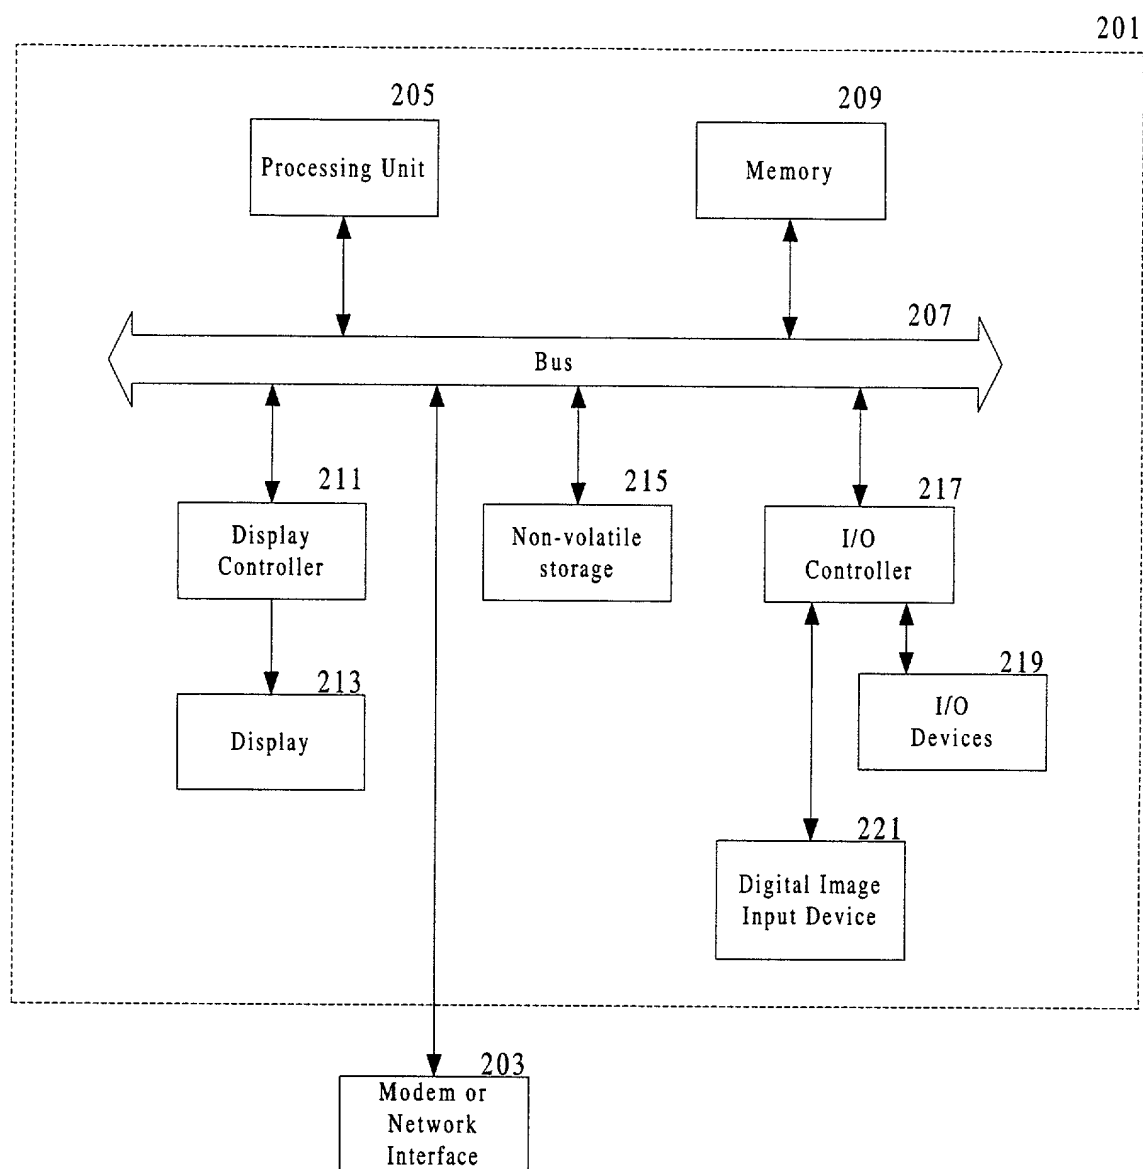 201
205
Processing Unit
209
Memory
207
Bus
211
Display
Controller
215
Non-volatile
storage
217
I/O
Controller
213
Display
219
I/O
Devices
221
Digital Image
Input Device
203
Modem or
Network
Interface